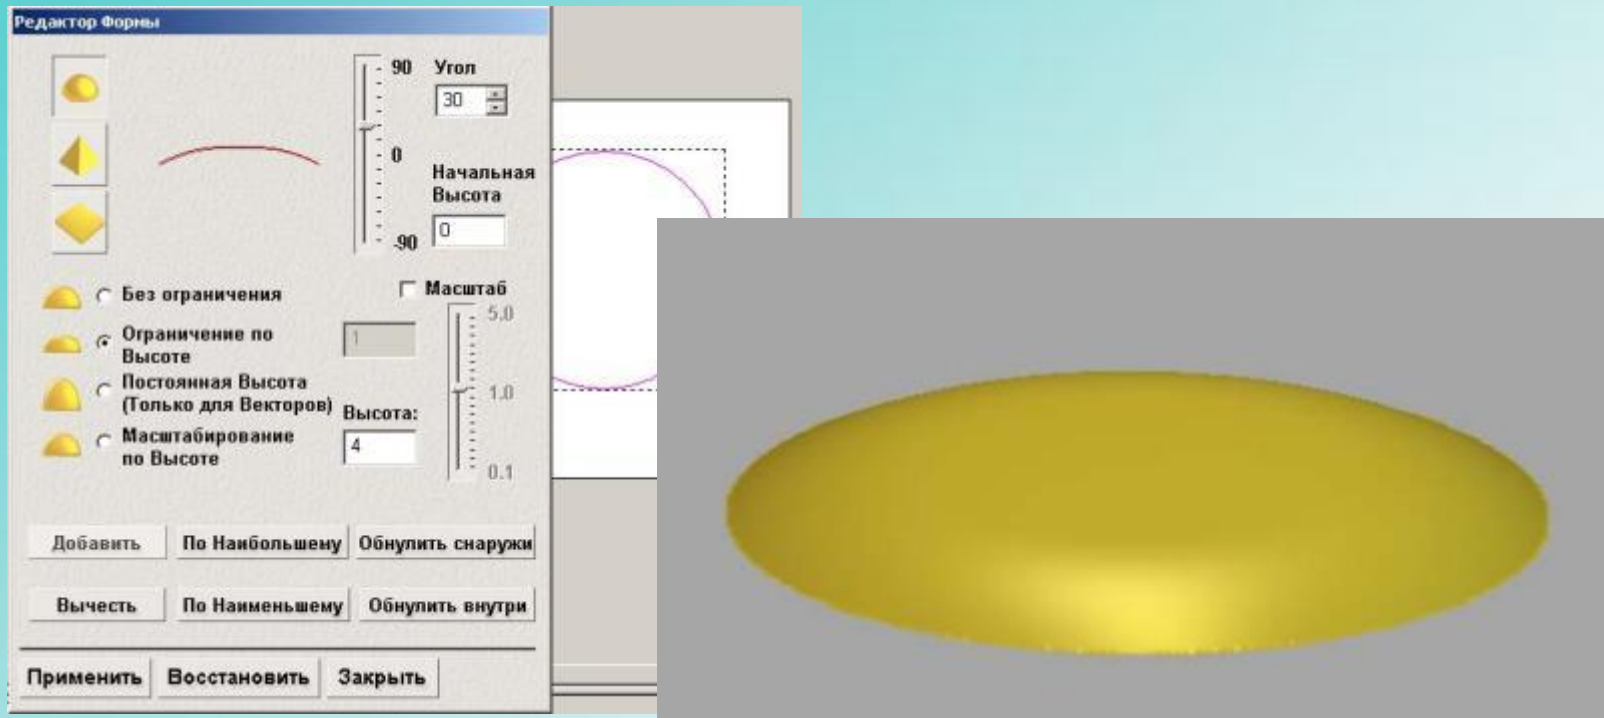 Редактор Формы
90
Угол
30
0
Начальная
Высота
0
-90
Без ограничения
Масштаб
5.0
Ограничение по
Высоте
1
Постоянная Высота
(Только для Векторов)
1.0
Высота:
Масштабирование
по Высоте
4
0.1
Добавить
По Наибольшему
Обнулить снаружи
Вычесть
По Наименьшему
Обнулить внутри
Применить
Восстановить
Закрыть